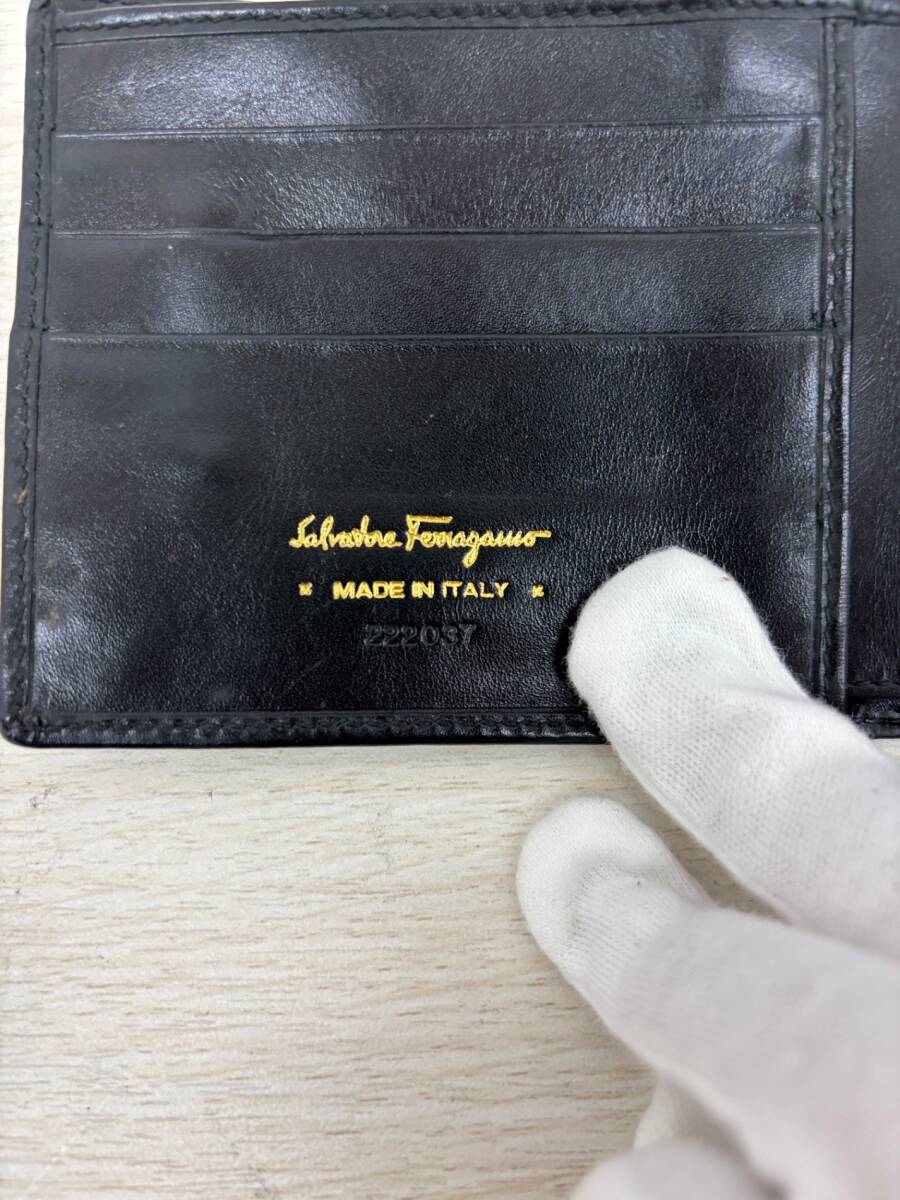 Salvatore Ferragamo
* MADE IN ITALY *
222037